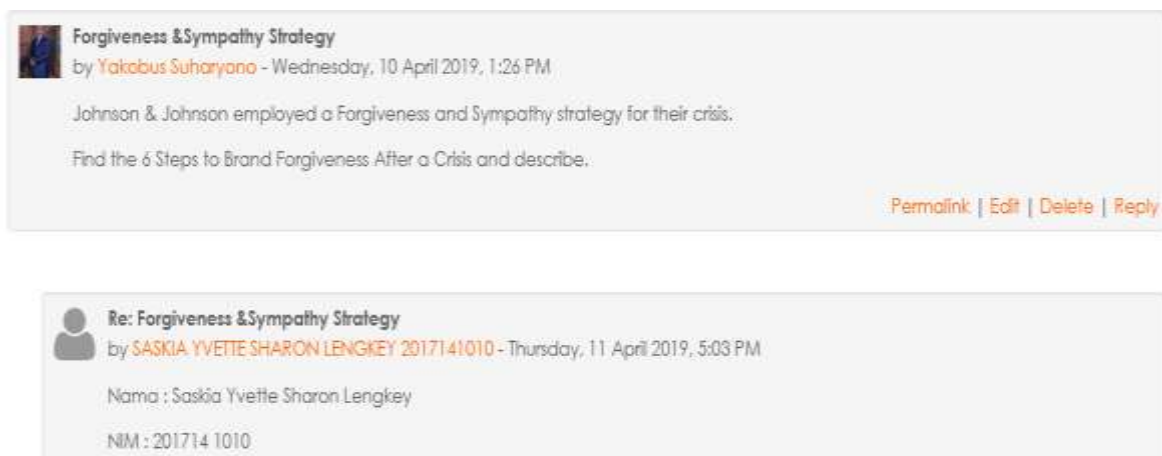 Forgiveness &Sympathy Strategy
by Yakobus Suharyono - Wednesday, 10 April 2019, 1:26 PM
Johnson & Johnson employed a Forgiveness and Sympathy strategy for their crisis.
Find the 6 Steps to Brand Forgiveness After a Crisis and describe.
Permalink | Edit | Delete | Reply
Re: Forgiveness &Sympathy Strategy
by SASKIA YVETTE SHARON LENGKEY 2017141010 - Thursday, 11 April 2019, 5:03 PM
Nama : Saskia Yvette Sharon Lengkey
NIM : 201714 1010